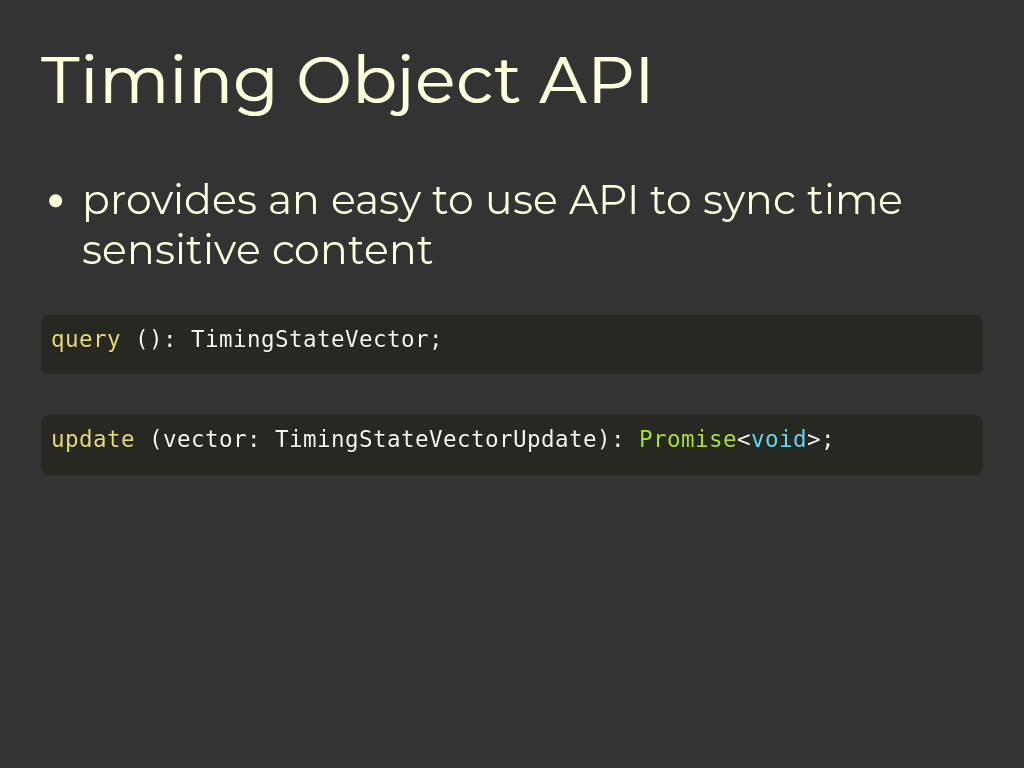 Timing Object API
• provides an easy to use API to sync time
sensitive content
query (): TimingStateVector;
update (vector: TimingStateVectorUpdate): Promise<void>;